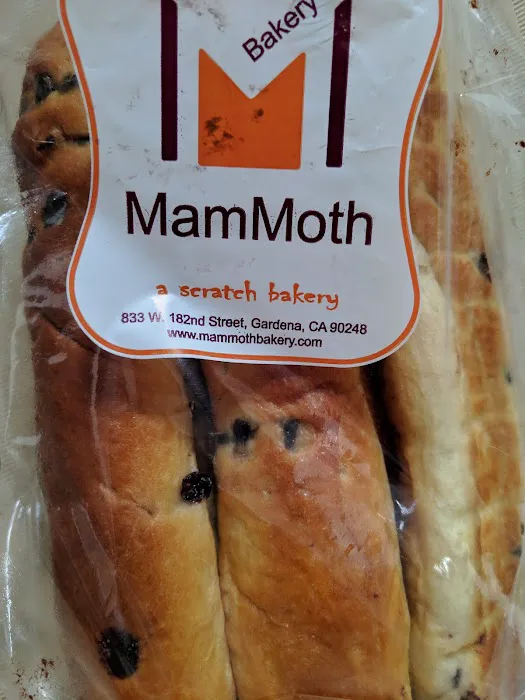 Bakery
M
MamMoth
a scratch bakery
833 W. 182nd Street, Gardena, CA 90248
www.mammothbakery.com